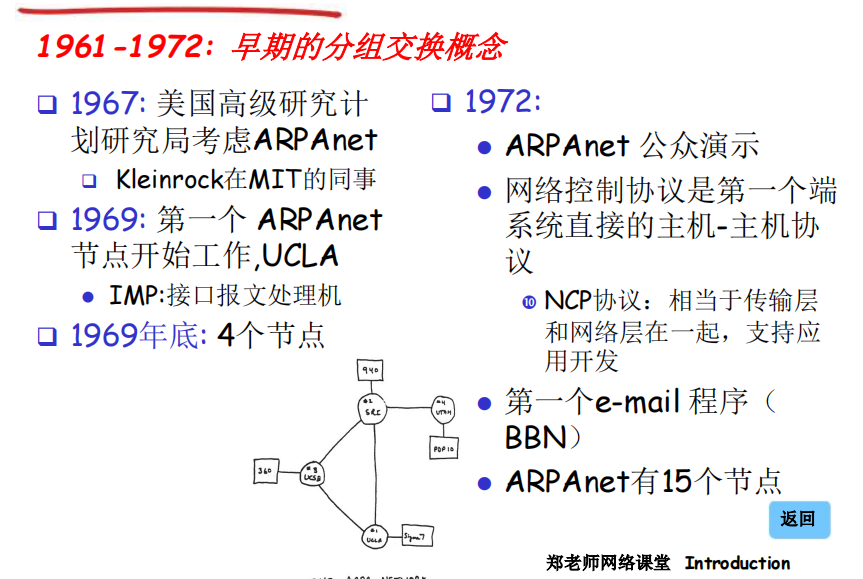 1961-1972: 早期的分组交换概念
1967: 美国高级研究计
划研究局考虑ARPAnet
Kleinrock在MIT的同事
1969: 第一个 ARPAnet
节点开始工作,UCLA
IMP:接口报文处理机
1969年底: 4个节点
940
#2
SRI
#4
UTAH
PDP 10
360
#3
UCSB
#1
UCLA
Sigma 7
1972:
ARPAnet 公众演示
网络控制协议是第一个端
系统直接的主机-主机协
议
❿ NCP协议：相当于传输层
和网络层在一起，支持应
用开发
第一个e-mail 程序（
BBN）
ARPAnet有15个节点
返回
郑老师网络课堂 Introduction